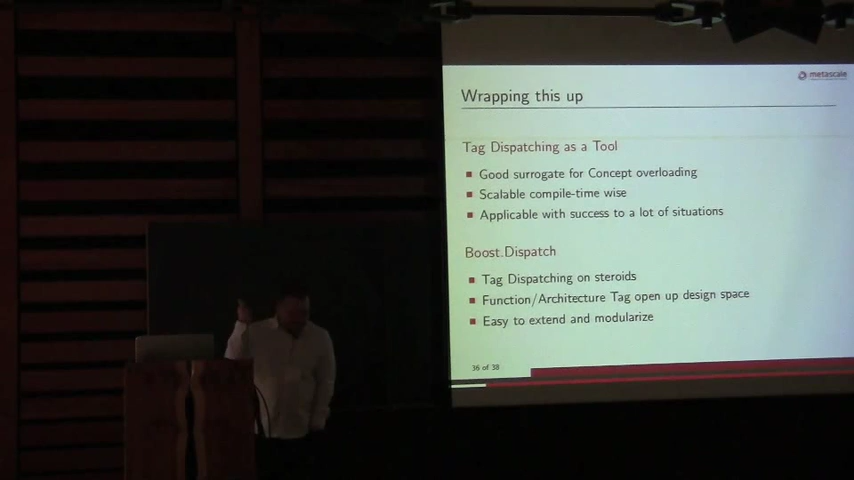 metascale
Wrapping this up
Tag Dispatching as a Tool
Good surrogate for Concept overloading
Scalable compile-time wise
Applicable with success to a lot of situations
Boost.Dispatch
Tag Dispatching on steroids
Function/Architecture Tag open up design space
Easy to extend and modularize
36 of 38